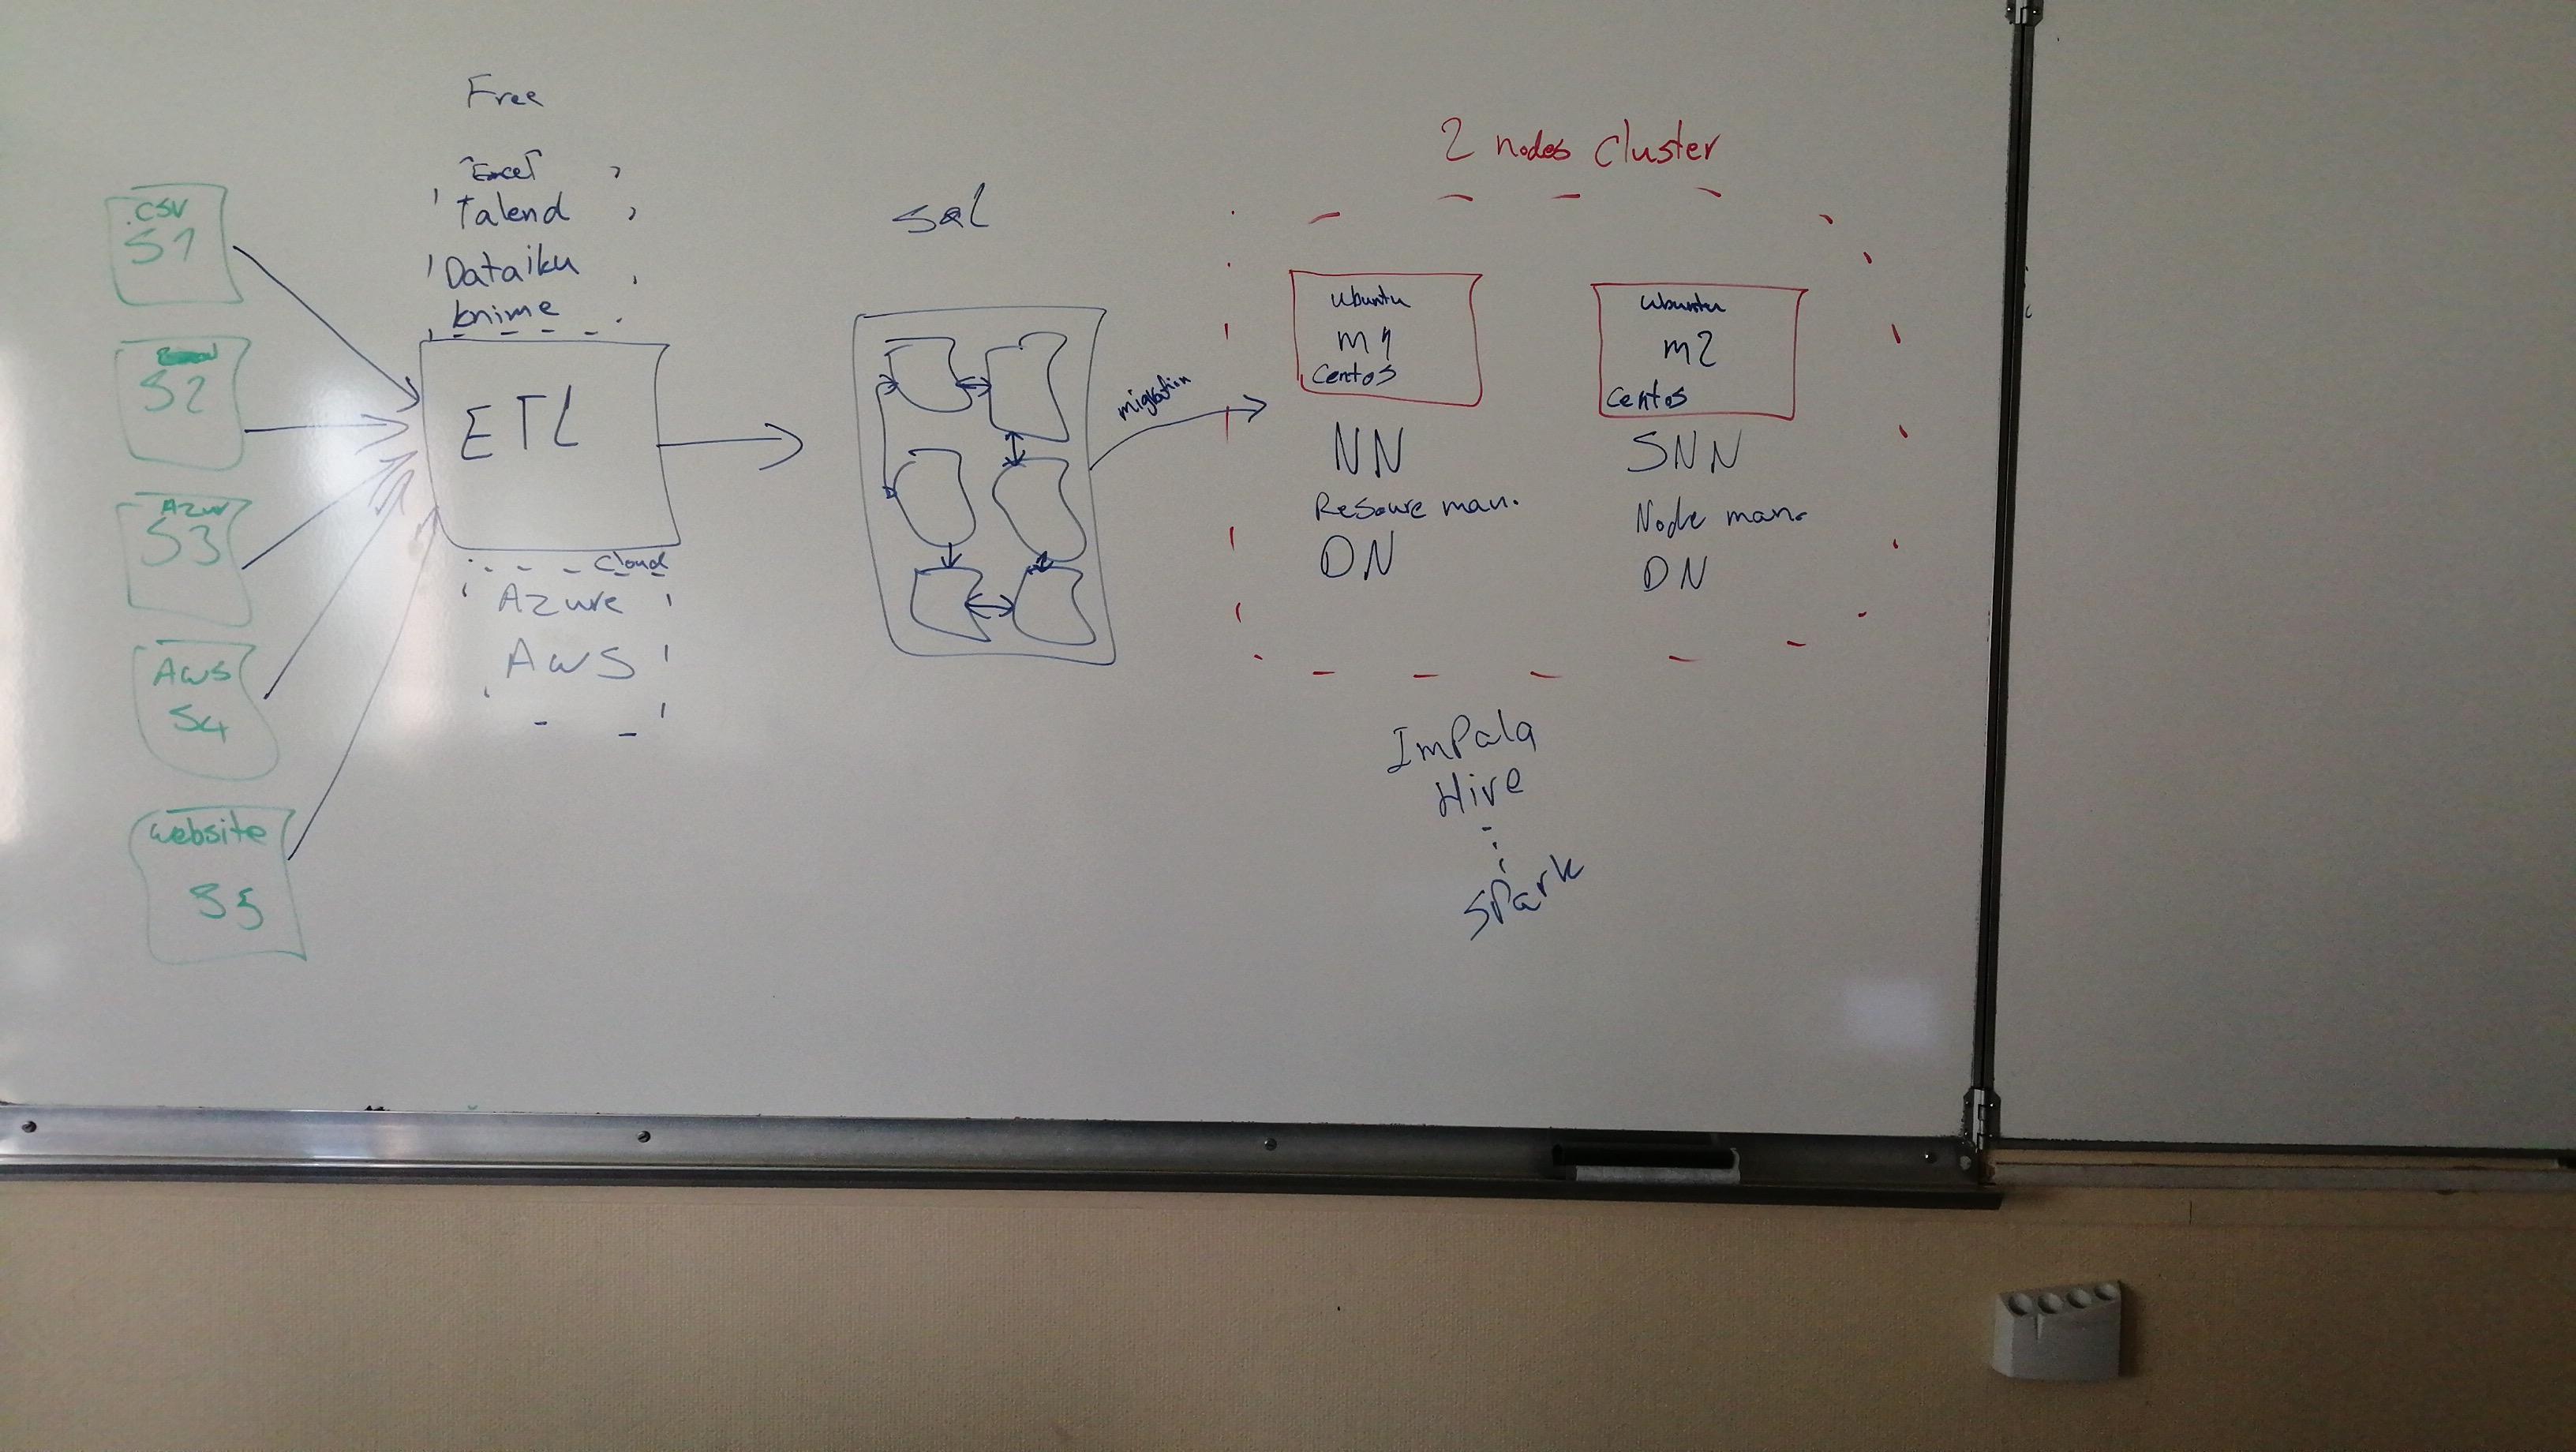 .CSV
S1
S2
Azur
S3
AWS
S4
website
S5
Free
Excel
Talend
Dataiku
knime
ETL
Cloud
Azure
AWS
SQL
migration
2 nodes cluster
ubuntu
m1
Centos
NN
Resoure man.
DN
ubuntu
m2
Centos
SNN
Node man.
DN
ImPala
Hive
SPark